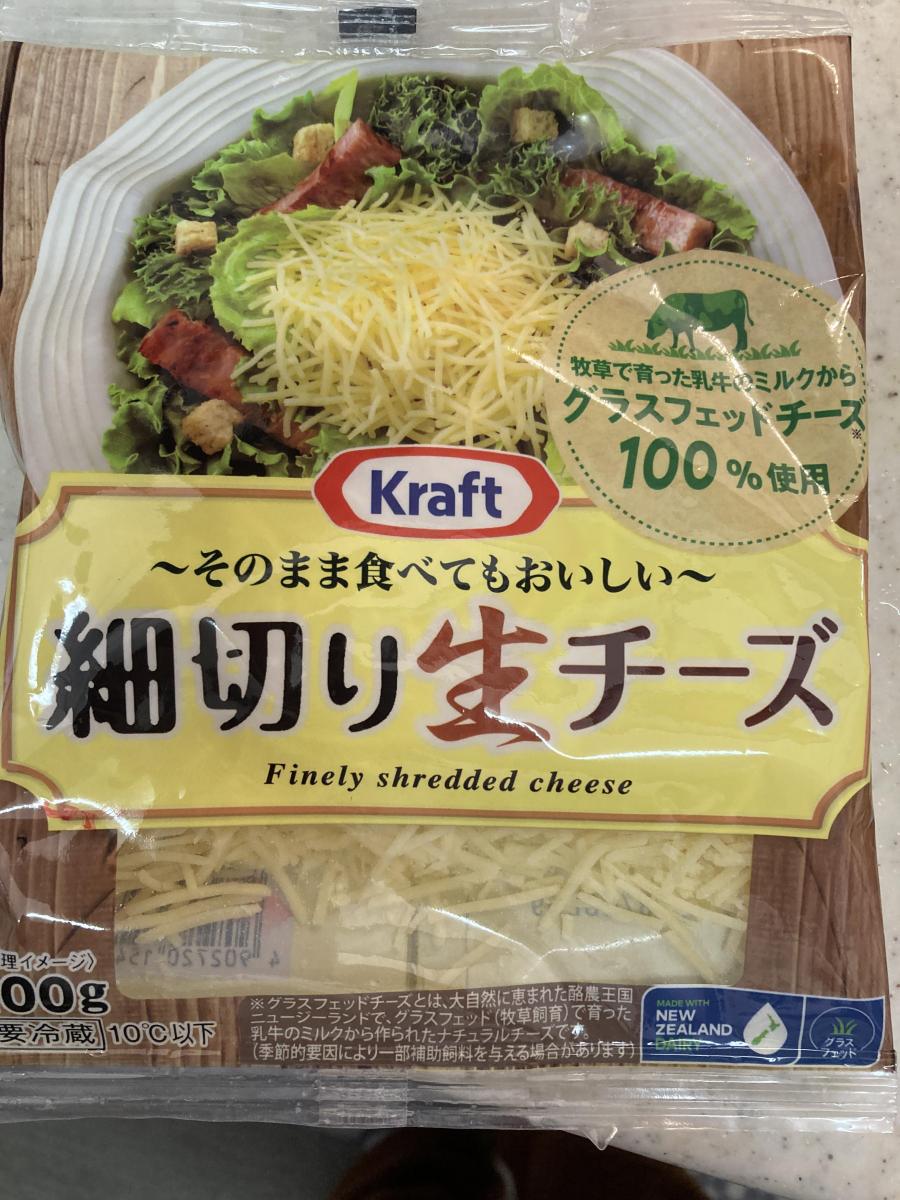 牧草で育った乳牛のミルクから
グラスフェッドチーズ※
100%使用
Kraft
～そのまま食べてもおいしい～
細切り生チーズ
Finely shredded cheese
4 902720 154
理イメージ〉
00g
要冷蔵 10℃以下
※グラスフェッドチーズとは、大自然に恵まれた酪農王国
ニュージーランドで、グラスフェッド(牧草飼育)で育った
乳牛のミルクから作られたナチュラルチーズです。
(季節的要因により一部補助飼料を与える場合があります)
MADE WITH
NEW
ZEALAND
DAIRY
グラス
フェッド